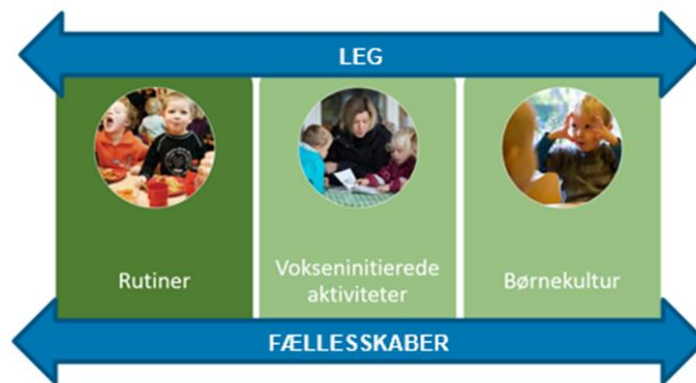 LEG
Rutiner
Vokseninitierede
aktiviteter
Børnekultur
FÆLLESSKABER